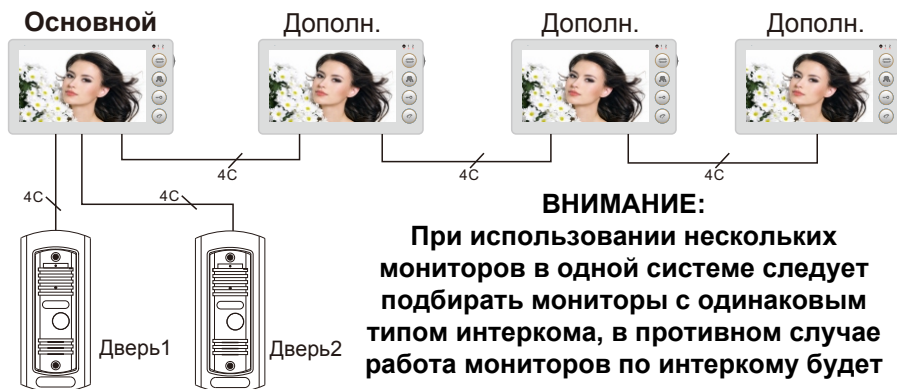 Основной
Дополн.
Дополн.
Дополн.
4C
4C
4C
4C
4C
Дверь1
Дверь2
ВНИМАНИЕ:
При использовании нескольких
мониторов в одной системе следует
подбирать мониторы с одинаковым
типом интеркома, в противном случае
работа мониторов по интеркому будет